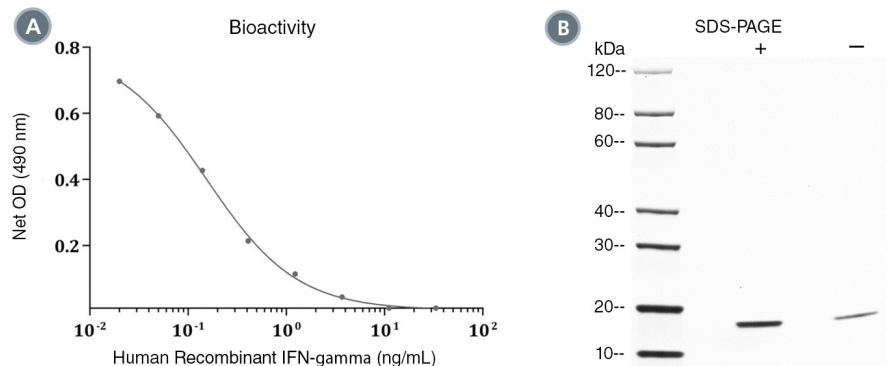 A
Bioactivity
Net OD (490 nm)
0.8
0.6
0.4
0.2
10-2 10-1 100 101 102
Human Recombinant IFN-gamma (ng/mL)
B
SDS-PAGE
kDa + −
120--
80--
60--
40--
30--
20--
10--